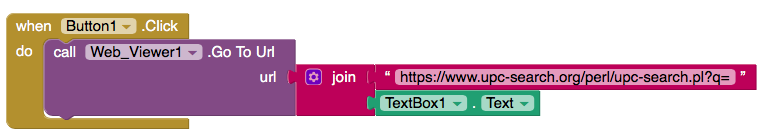 when Button1 .Click
do call Web_Viewer1 .Go To Url
url join " https://www.upc-search.org/perl/upc-search.pl?q= "
TextBox1 . Text